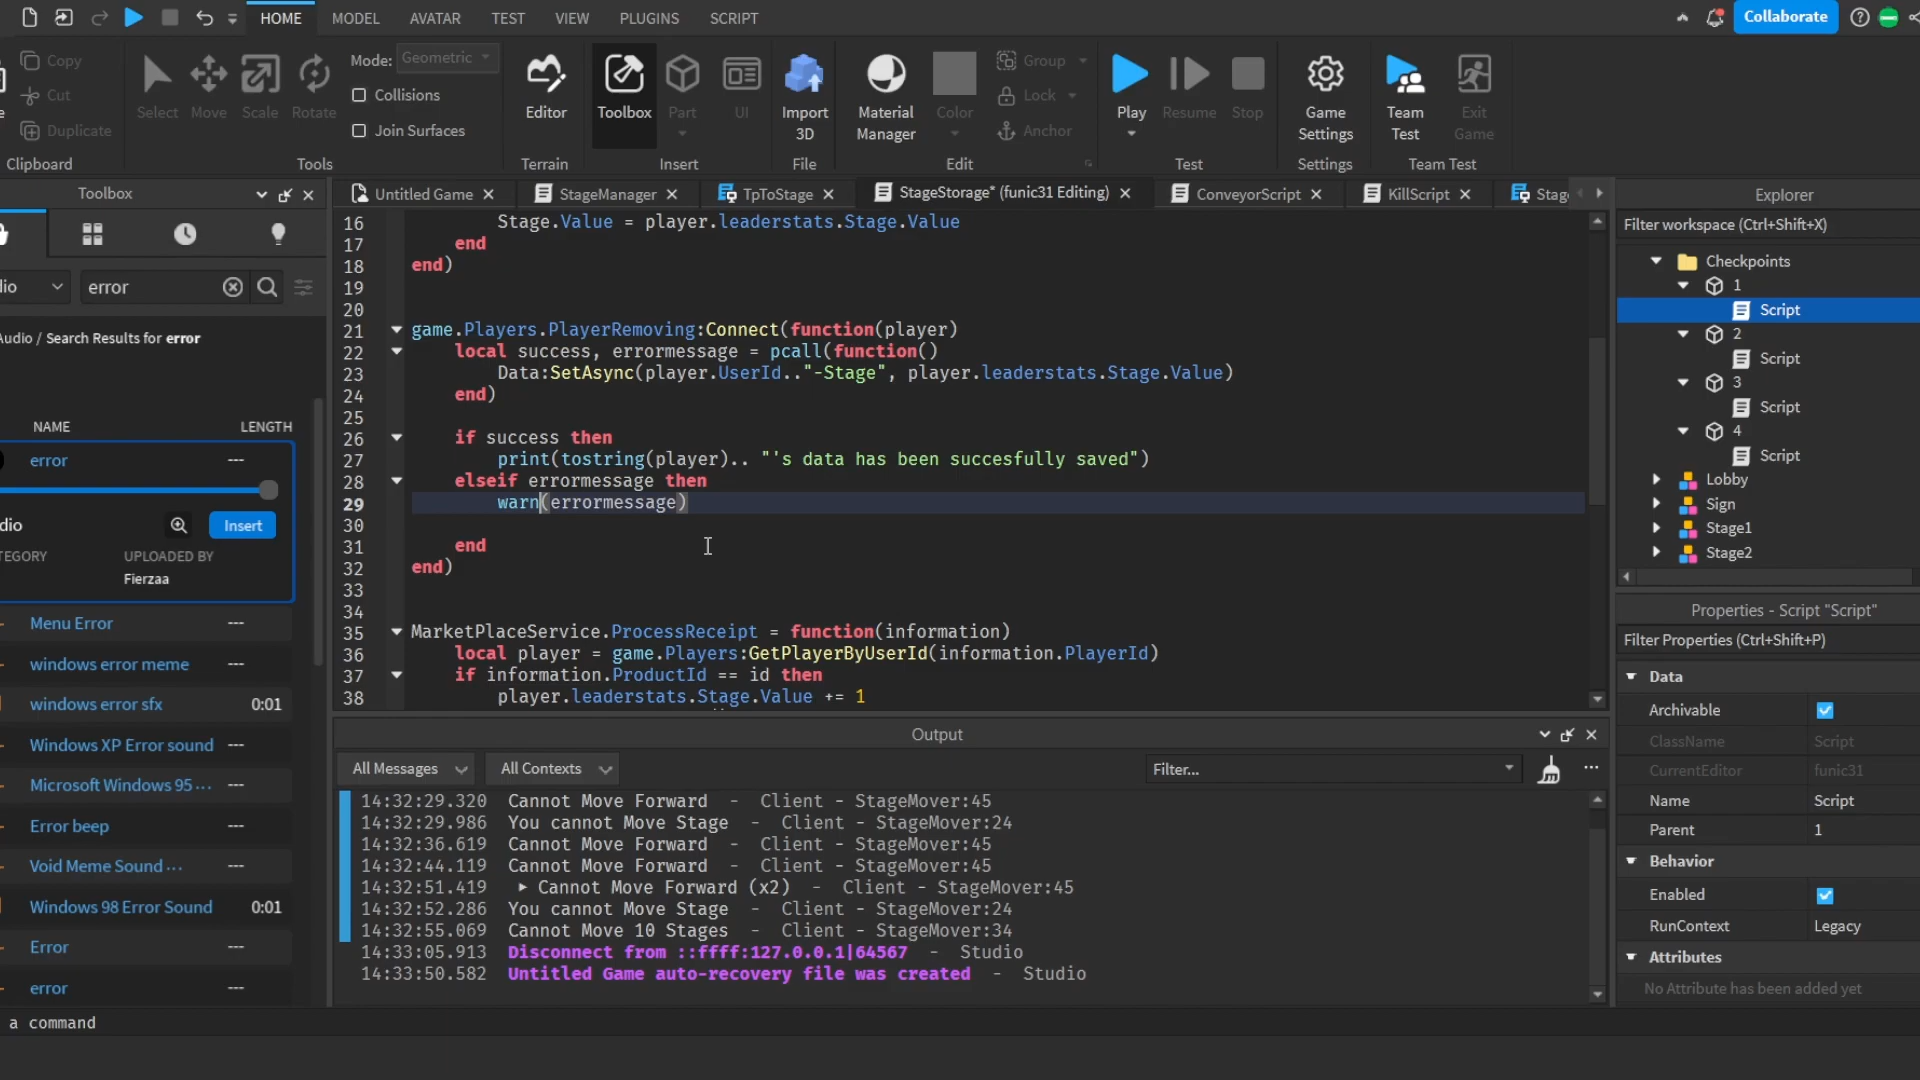 HOME
MODEL
AVATAR
TEST
VIEW
PLUGINS
SCRIPT
Collaborate
Copy
Cut
Duplicate
Clipboard
Select
Move
Scale
Rotate
Mode:
Geometric
Collisions
Join Surfaces
Tools
Editor
Terrain
Toolbox
Part
UI
Insert
Import
3D
File
Material
Manager
Color
Group
Lock
Anchor
Edit
Play
Resume
Stop
Test
Game
Settings
Settings
Team
Test
Exit
Game
Team Test
Toolbox
dio
error
Audio / Search Results for error
NAME
LENGTH
error
---
dio
Insert
TEGORY
UPLOADED BY
Fierzaa
Menu Error
---
windows error meme
---
windows error sfx
0:01
Windows XP Error sound
---
Microsoft Windows 95 ...
---
Error beep
---
Void Meme Sound ...
---
Windows 98 Error Sound
0:01
Error
---
error
---
a command
Untitled Game
StageManager
TpToStage
StageStorage* (funic31 Editing)
ConveyorScript
KillScript
Stag
16 Stage.Value = player.leaderstats.Stage.Value
17 end
18 end)
19
20
21 game.Players.PlayerRemoving:Connect(function(player)
22 local success, errormessage = pcall(function()
23 Data:SetAsync(player.UserId.."-Stage", player.leaderstats.Stage.Value)
24 end)
25
26 if success then
27 print(tostring(player).. "'s data has been succesfully saved")
28 elseif errormessage then
29 warn(errormessage)
30
31 end
32 end)
33
34
35 MarketPlaceService.ProcessReceipt = function(information)
36 local player = game.Players:GetPlayerByUserId(information.PlayerId)
37 if information.ProductId == id then
38 player.leaderstats.Stage.Value += 1
Output
All Messages
All Contexts
Filter...
14:32:29.320 Cannot Move Forward - Client - StageMover:45
14:32:29.986 You cannot Move Stage - Client - StageMover:24
14:32:36.619 Cannot Move Forward - Client - StageMover:45
14:32:44.119 Cannot Move Forward - Client - StageMover:45
14:32:51.419 Cannot Move Forward (x2) - Client - StageMover:45
14:32:52.286 You cannot Move Stage - Client - StageMover:24
14:32:55.069 Cannot Move 10 Stages - Client - StageMover:34
14:33:05.913 Disconnect from ::ffff:127.0.0.1|64567 - Studio
14:33:50.582 Untitled Game auto-recovery file was created - Studio
Explorer
Filter workspace (Ctrl+Shift+X)
Checkpoints
1
Script
2
Script
3
Script
4
Script
Lobby
Sign
Stage1
Stage2
Properties - Script "Script"
Filter Properties (Ctrl+Shift+P)
Data
Archivable
ClassName Script
CurrentEditor funic31
Name Script
Parent 1
Behavior
Enabled
RunContext Legacy
Attributes
No Attribute has been added yet